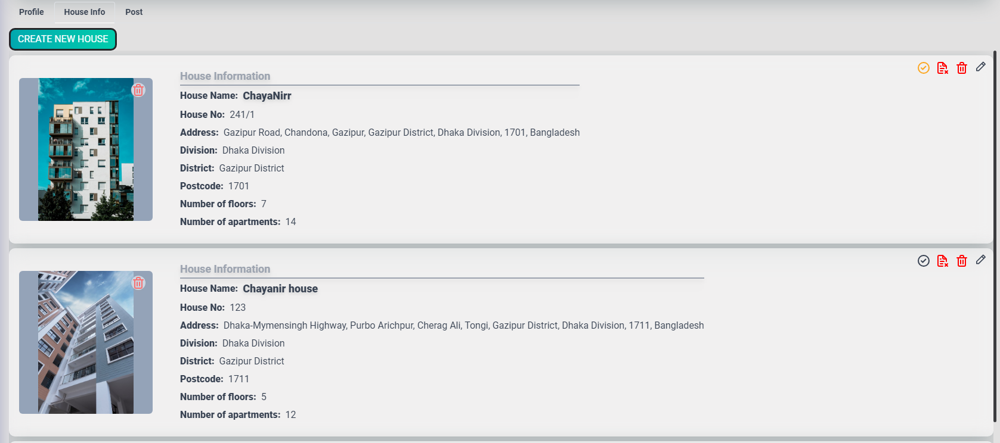 Profile House Info Post
CREATE NEW HOUSE
House Information
House Name: ChayaNirr
House No: 241/1
Address: Gazipur Road, Chandona, Gazipur, Gazipur District, Dhaka Division, 1701, Bangladesh
Division: Dhaka Division
District: Gazipur District
Postcode: 1701
Number of floors: 7
Number of apartments: 14
House Information
House Name: Chayanir house
House No: 123
Address: Dhaka-Mymensingh Highway, Purbo Arichpur, Cherag Ali, Tongi, Gazipur District, Dhaka Division, 1711, Bangladesh
Division: Dhaka Division
District: Gazipur District
Postcode: 1711
Number of floors: 5
Number of apartments: 12